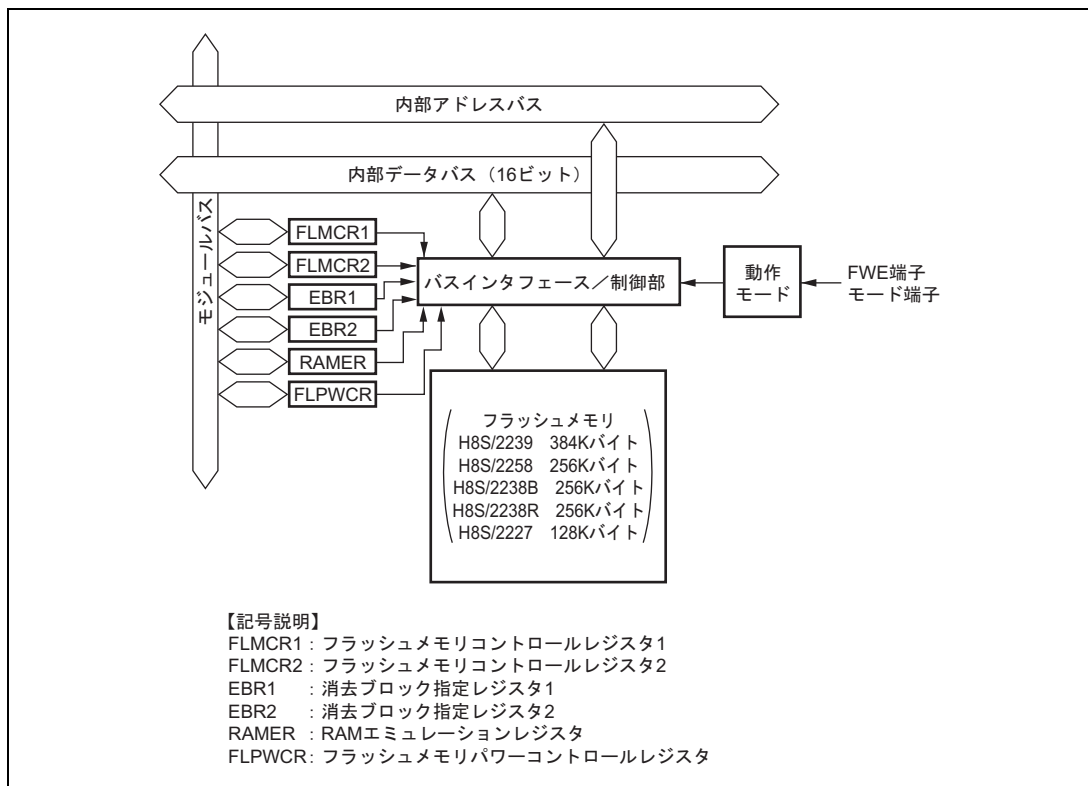 内部アドレスバス
内部データバス（16ビット）
モジュールバス
FLMCR1
FLMCR2
EBR1
EBR2
RAMER
FLPWCR
バスインタフェース／制御部
動作
モード
FWE端子
モード端子
フラッシュメモリ
H8S/2239 384Kバイト
H8S/2258 256Kバイト
H8S/2238B 256Kバイト
H8S/2238R 256Kバイト
H8S/2227 128Kバイト
【記号説明】
FLMCR1：フラッシュメモリコントロールレジスタ1
FLMCR2：フラッシュメモリコントロールレジスタ2
EBR1 ：消去ブロック指定レジスタ1
EBR2 ：消去ブロック指定レジスタ2
RAMER ：RAMエミュレーションレジスタ
FLPWCR：フラッシュメモリパワーコントロールレジスタ